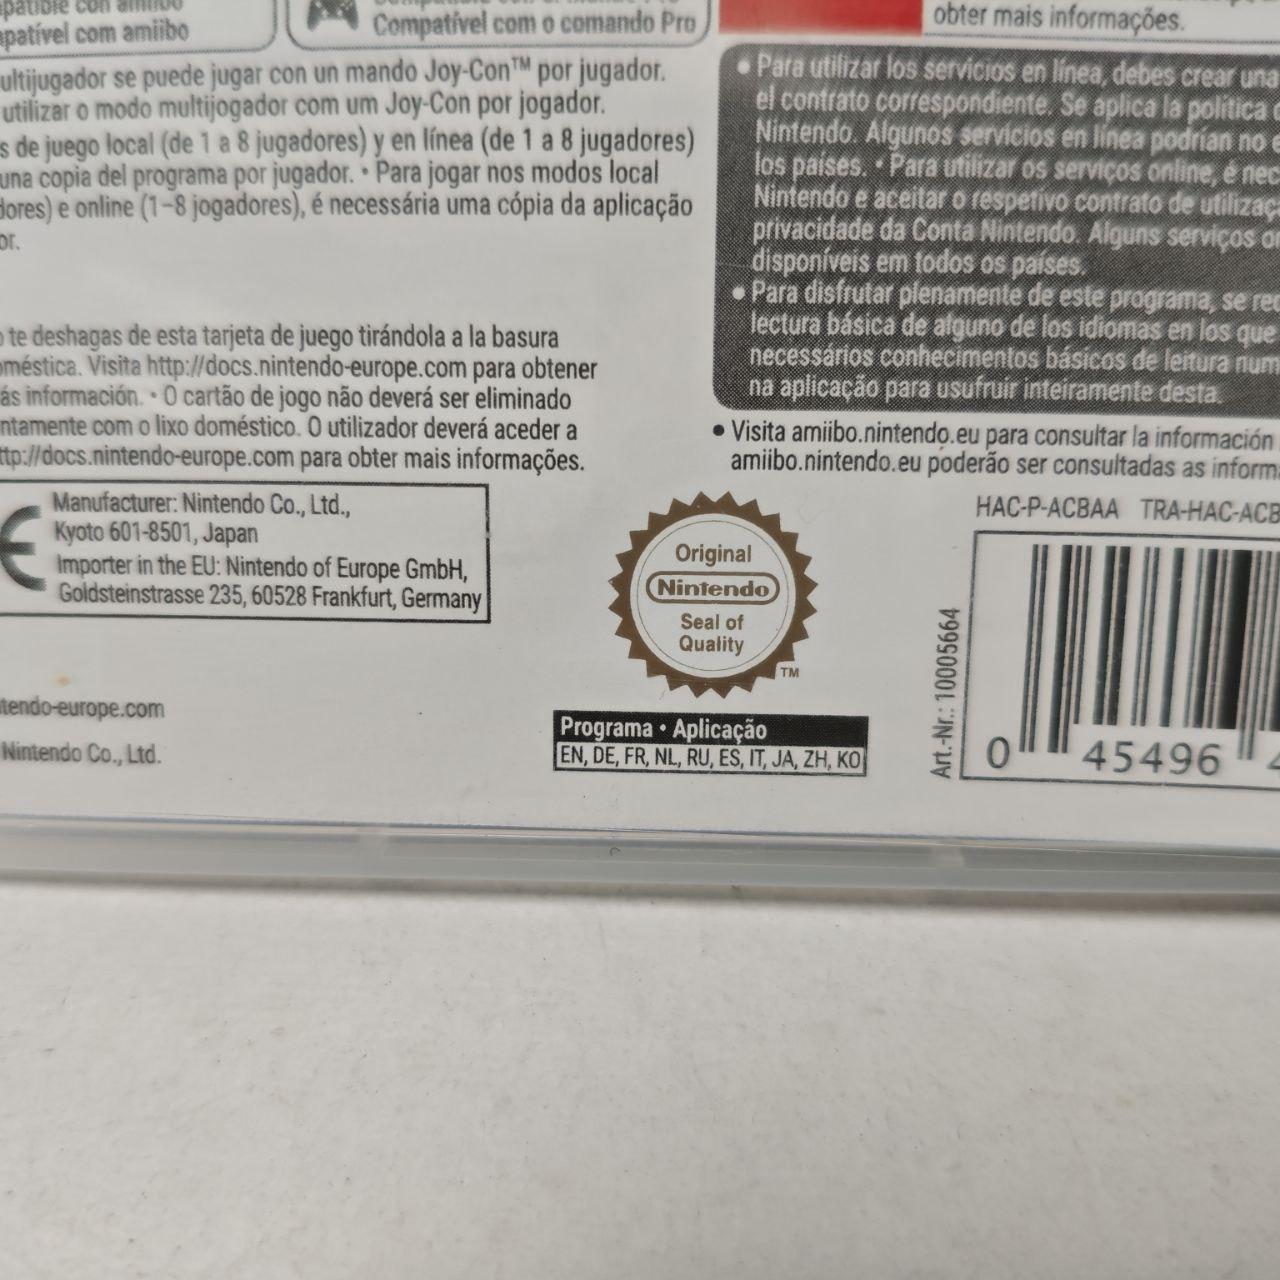 patível com amiibo
Compatível com o comando Pro
obter mais informações.
ultijugador se puede jugar con un mando Joy-Con™ por jugador.
utilizar o modo multijogador com um Joy-Con por jogador.
s de juego local (de 1 a 8 jugadores) y en línea (de 1 a 8 jugadores)
una copia del programa por jugador. • Para jogar nos modos local
dores) e online (1–8 jogadores), é necessária uma cópia da aplicação
or.
te deshagas de esta tarjeta de juego tirándola a la basura
oméstica. Visita http://docs.nintendo-europe.com para obtener
ás información. • O cartão de jogo não deverá ser eliminado
ntamente com o lixo doméstico. O utilizador deverá aceder a
ttp://docs.nintendo-europe.com para obter mais informações.
• Para utilizar los servicios en línea, debes crear una
el contrato correspondiente. Se aplica la política
Nintendo. Algunos servicios en línea podrían no
los países. • Para utilizar os serviços online, é nec
Nintendo e aceitar o respetivo contrato de utilizaç
privacidade da Conta Nintendo. Alguns serviços
disponíveis em todos os países.
• Para disfrutar plenamente de este programa, se
lectura básica de alguno de los idiomas en los que
necessários conhecimentos básicos de leitura num
na aplicação para usufruir inteiramente desta.
• Visita amiibo.nintendo.eu para consultar la información
amiibo.nintendo.eu poderão ser consultadas as inform
CE
Manufacturer: Nintendo Co., Ltd.,
Kyoto 601-8501, Japan
Importer in the EU: Nintendo of Europe GmbH,
Goldsteinstrasse 235, 60528 Frankfurt, Germany
tendo-europe.com
Nintendo Co., Ltd.
Original
Nintendo
Seal of
Quality
™
Programa • Aplicação
EN, DE, FR, NL, RU, ES, IT, JA, ZH, KO
HAC-P-ACBAA TRA-HAC-ACB
Art.-Nr.: 10005664
0 45496 4